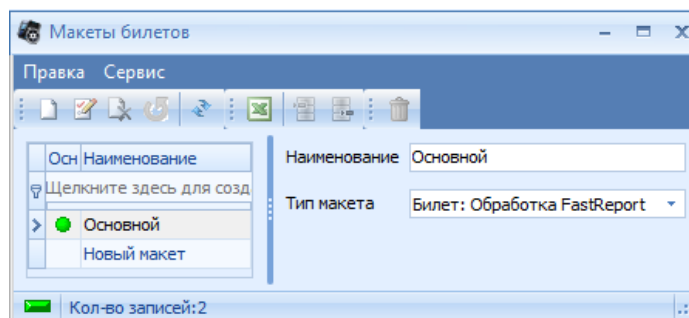 Макеты билетов
Правка Сервис
Осн Наименование
Щелкните здесь для созд
Основной
Новый макет
Наименование Основной
Тип макета Билет: Обработка FastReport
Кол-во записей:2